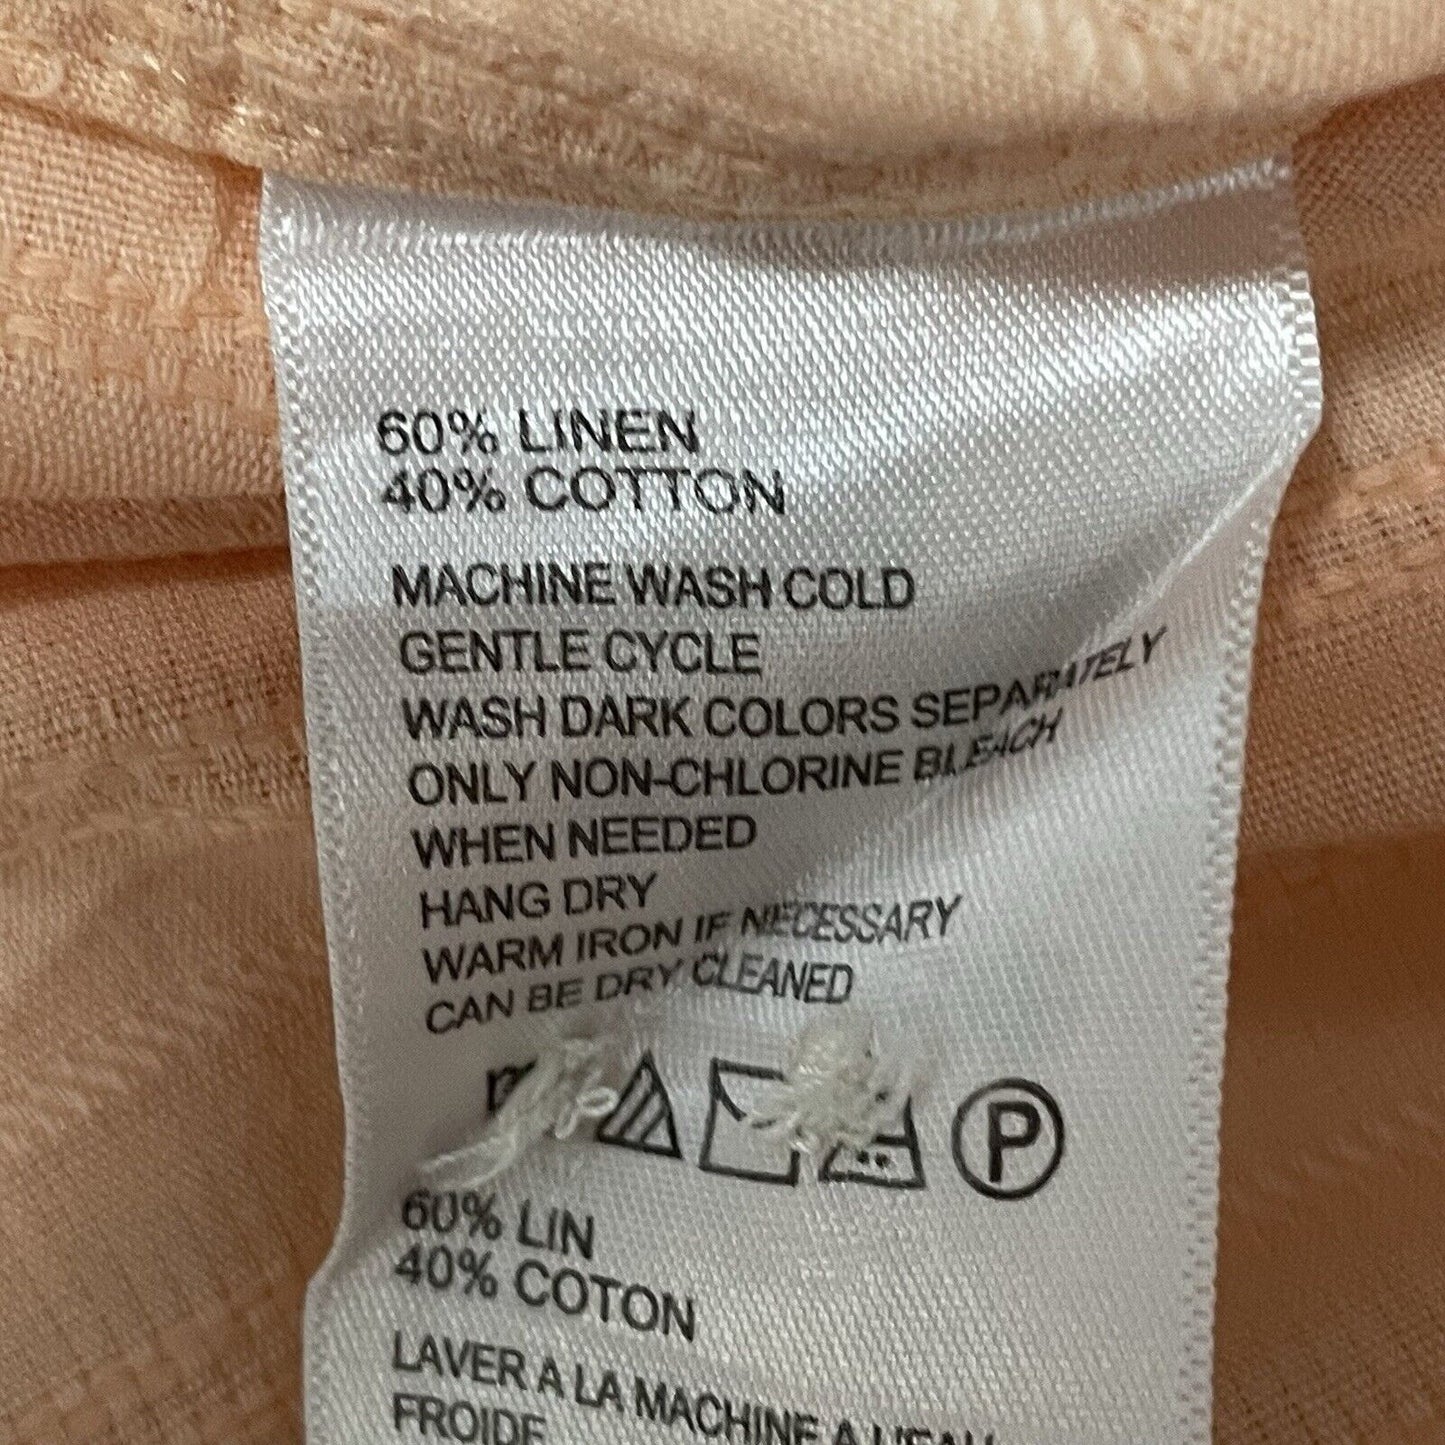 60% LINEN
40% COTTON
MACHINE WASH COLD
GENTLE CYCLE
WASH DARK COLORS SEPARATELY
ONLY NON-CHLORINE BLEACH
WHEN NEEDED
HANG DRY
WARM IRON IF NECESSARY
CAN BE DRY CLEANED
P
60% LIN
40% COTON
LAVER A LA MACHINE A L'EAU
FROIDE